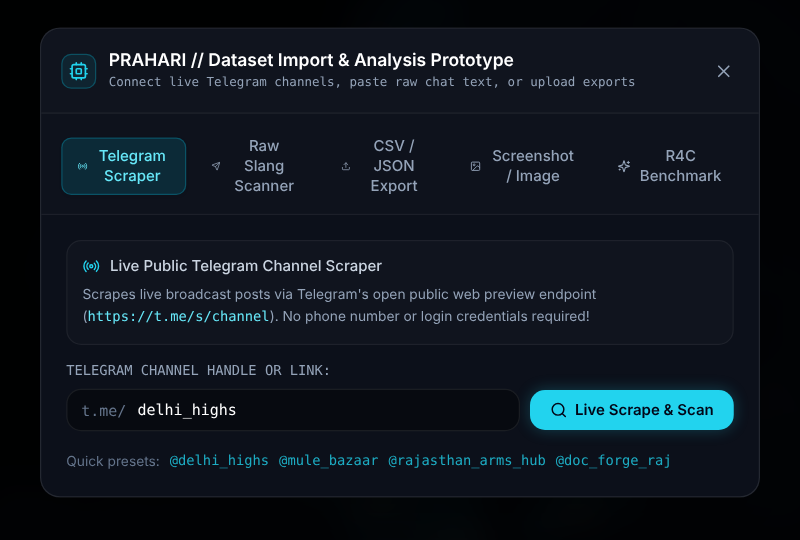 PRAHARI // Dataset Import & Analysis Prototype
Connect live Telegram channels, paste raw chat text, or upload exports
Telegram
Scraper
Raw
Slang
Scanner
CSV /
JSON
Export
Screenshot
/ Image
R4C
Benchmark
Live Public Telegram Channel Scraper
Scrapes live broadcast posts via Telegram's open public web preview endpoint
(https://t.me/s/channel). No phone number or login credentials required!
TELEGRAM CHANNEL HANDLE OR LINK:
t.me/ delhi_highs
Live Scrape & Scan
Quick presets: @delhi_highs @mule_bazaar @rajasthan_arms_hub @doc_forge_raj